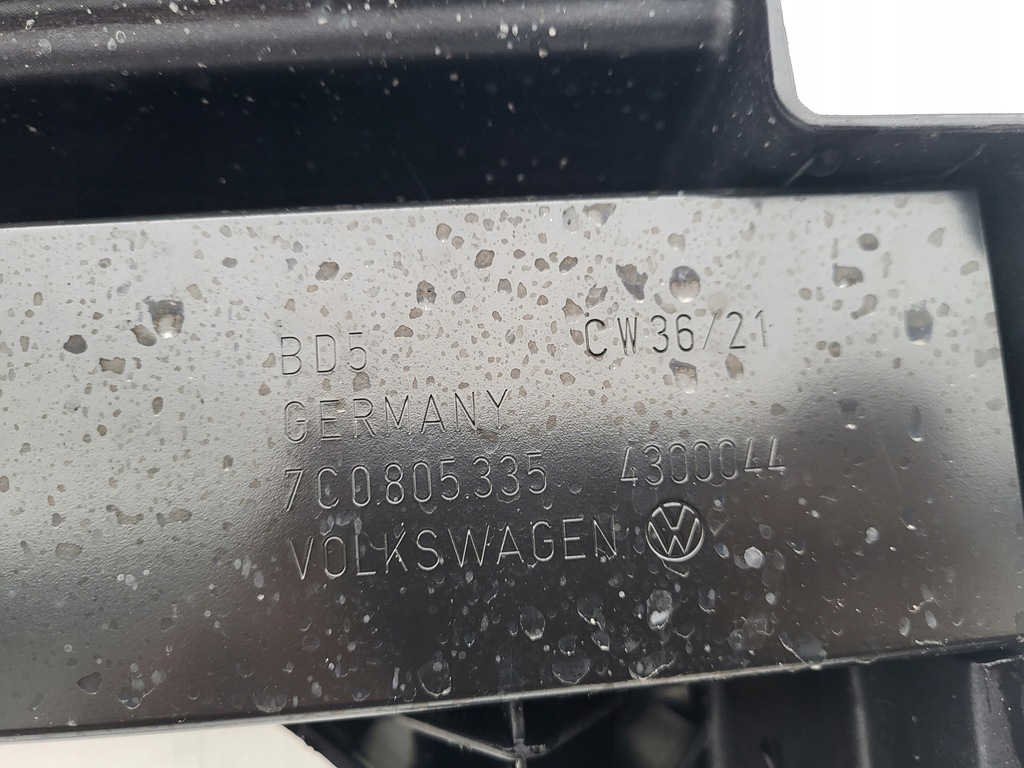 BD5 CW36/21
GERMANY
7C0.805.335 4300044
VOLKSWAGEN